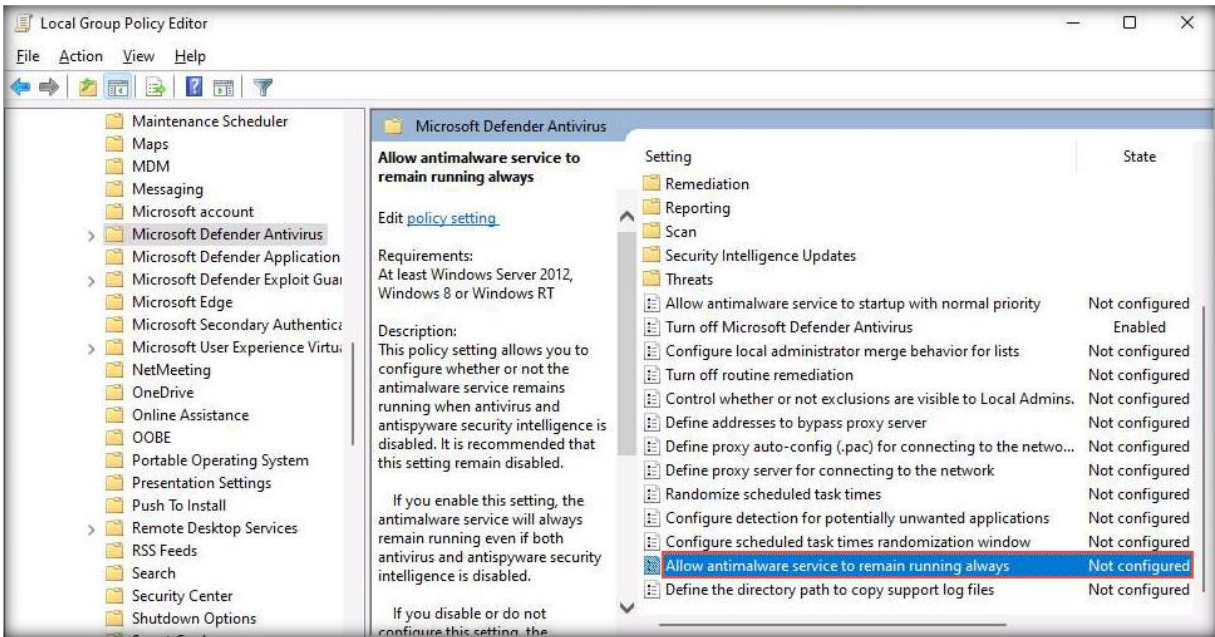 Local Group Policy Editor
File Action View Help
Maintenance Scheduler
Maps
MDM
Messaging
Microsoft account
Microsoft Defender Antivirus
Microsoft Defender Application
Microsoft Defender Exploit Gua
Microsoft Edge
Microsoft Secondary Authentica
Microsoft User Experience Virtu
NetMeeting
OneDrive
Online Assistance
OOBE
Portable Operating System
Presentation Settings
Push To Install
Remote Desktop Services
RSS Feeds
Search
Security Center
Shutdown Options
Microsoft Defender Antivirus
Allow antimalware service to
remain running always
Edit policy setting
Requirements:
At least Windows Server 2012,
Windows 8 or Windows RT
Description:
This policy setting allows you to
configure whether or not the
antimalware service remains
running when antivirus and
antispyware security intelligence is
disabled. It is recommended that
this setting remain disabled.
If you enable this setting, the
antimalware service will always
remain running even if both
antivirus and antispyware security
intelligence is disabled.
If you disable or do not
configure this setting, the
Setting State
Remediation
Reporting
Scan
Security Intelligence Updates
Threats
Allow antimalware service to startup with normal priority Not configured
Turn off Microsoft Defender Antivirus Enabled
Configure local administrator merge behavior for lists Not configured
Turn off routine remediation Not configured
Control whether or not exclusions are visible to Local Admins. Not configured
Define addresses to bypass proxy server Not configured
Define proxy auto-config (.pac) for connecting to the netwo... Not configured
Define proxy server for connecting to the network Not configured
Randomize scheduled task times Not configured
Configure detection for potentially unwanted applications Not configured
Configure scheduled task times randomization window Not configured
Allow antimalware service to remain running always Not configured
Define the directory path to copy support log files Not configured